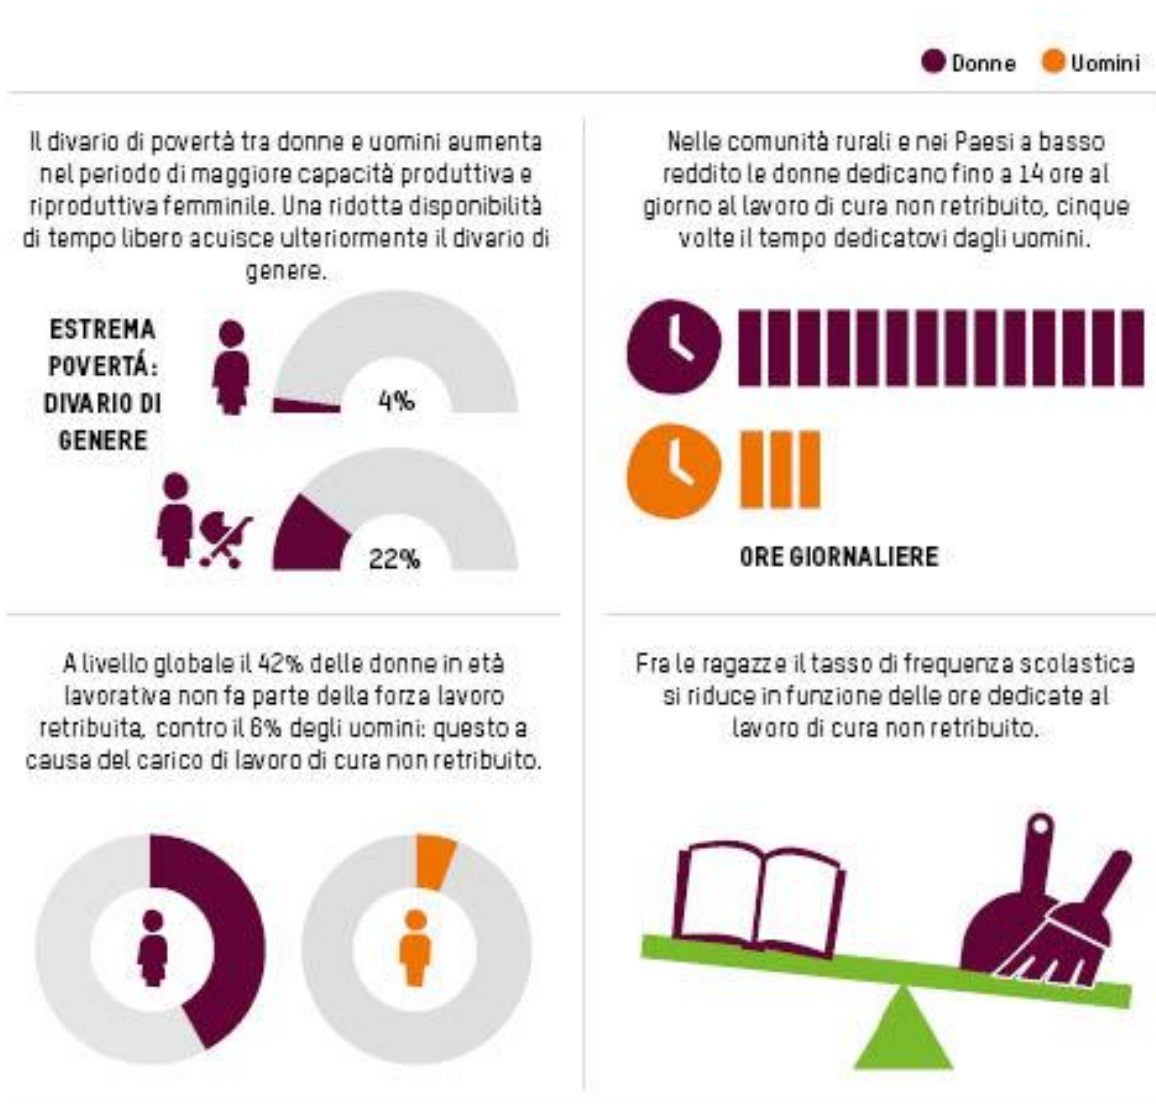 Donne Uomini
Il divario di povertà tra donne e uomini aumenta
nel periodo di maggiore capacità produttiva e
riproduttiva femminile. Una ridotta disponibilità
di tempo libero acuisce ulteriormente il divario di
genere.
ESTREMA
POVERTÁ:
DIVARIO DI
GENERE
4%
22%
Nelle comunità rurali e nei Paesi a basso
reddito le donne dedicano fino a 14 ore al
giorno al lavoro di cura non retribuito, cinque
volte il tempo dedicatovi dagli uomini.
ORE GIORNALIERE
A livello globale il 42% delle donne in età
lavorativa non fa parte della forza lavoro
retribuita, contro il 6% degli uomini: questo a
causa del carico di lavoro di cura non retribuito.
Fra le ragazze il tasso di frequenza scolastica
si riduce in funzione delle ore dedicate al
lavoro di cura non retribuito.